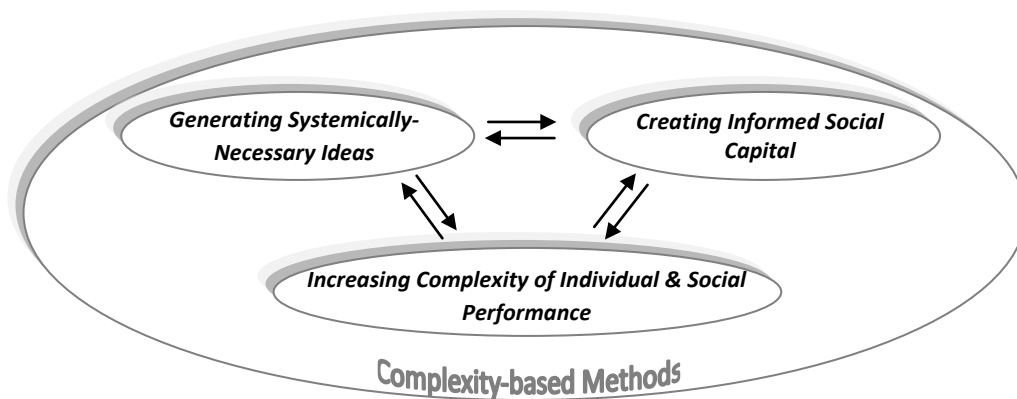 Generating Systemically-
Necessary Ideas
Creating Informed Social
Capital
Increasing Complexity of Individual & Social
Performance
Complexity-based Methods